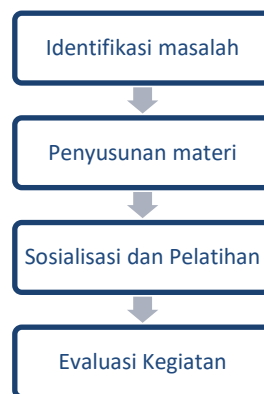 Identifikasi masalah
Penyusunan materi
Sosialisasi dan Pelatihan
Evaluasi Kegiatan